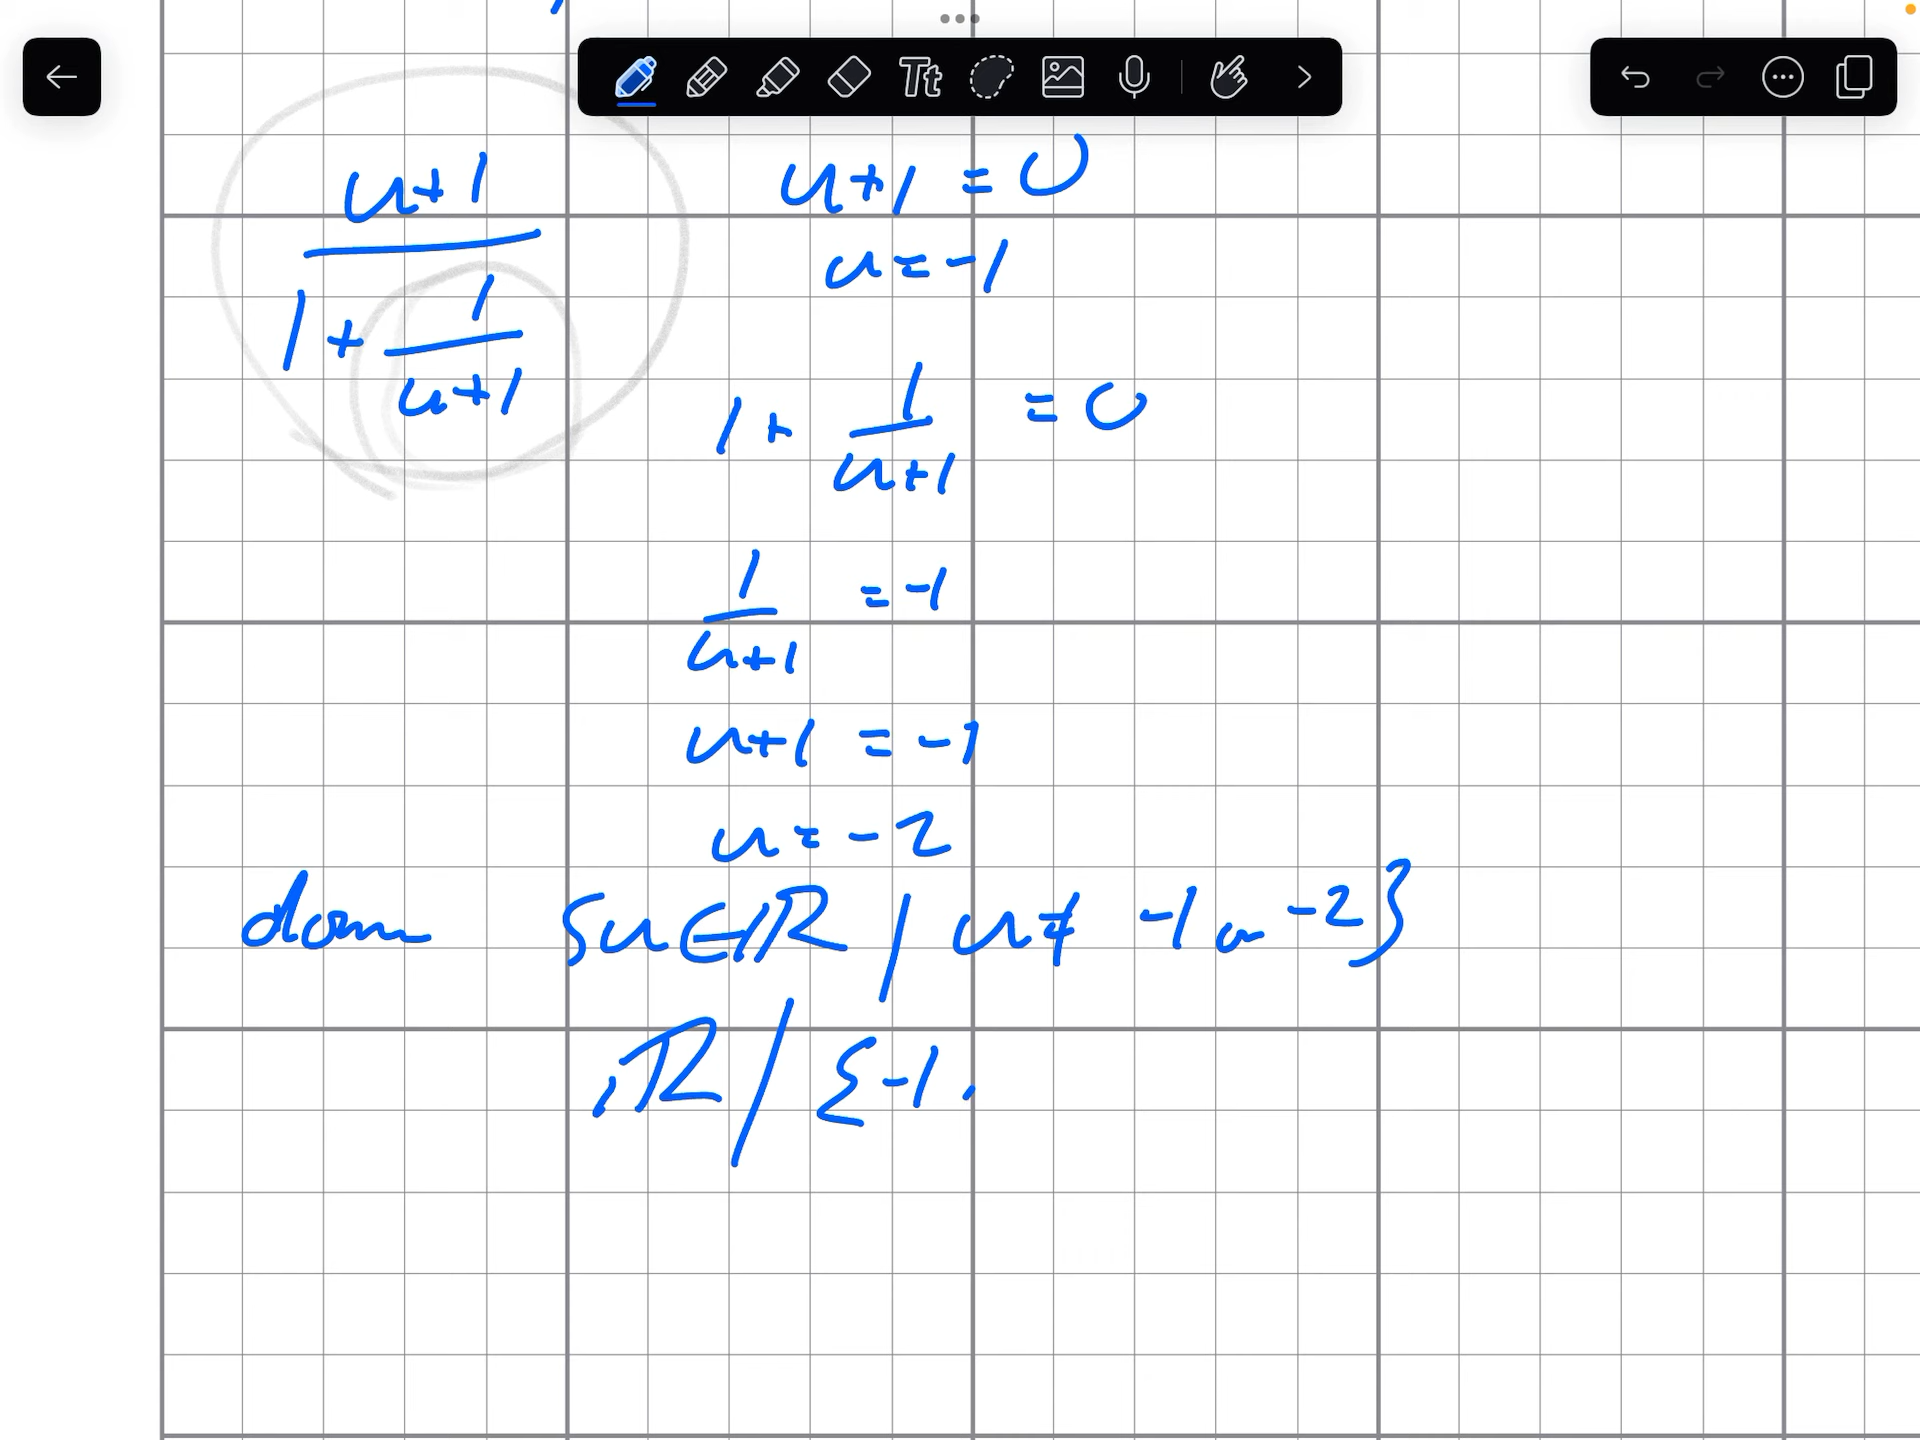 u+1
1 + 1/(u+1)
u+1 = 0
u = -1
1 + 1/(u+1) = 0
1/(u+1) = -1
u+1 = -1
u = -2
dom {u ∈ ℝ / u ≠ -1 or -2}
ℝ / {-1,
Tt